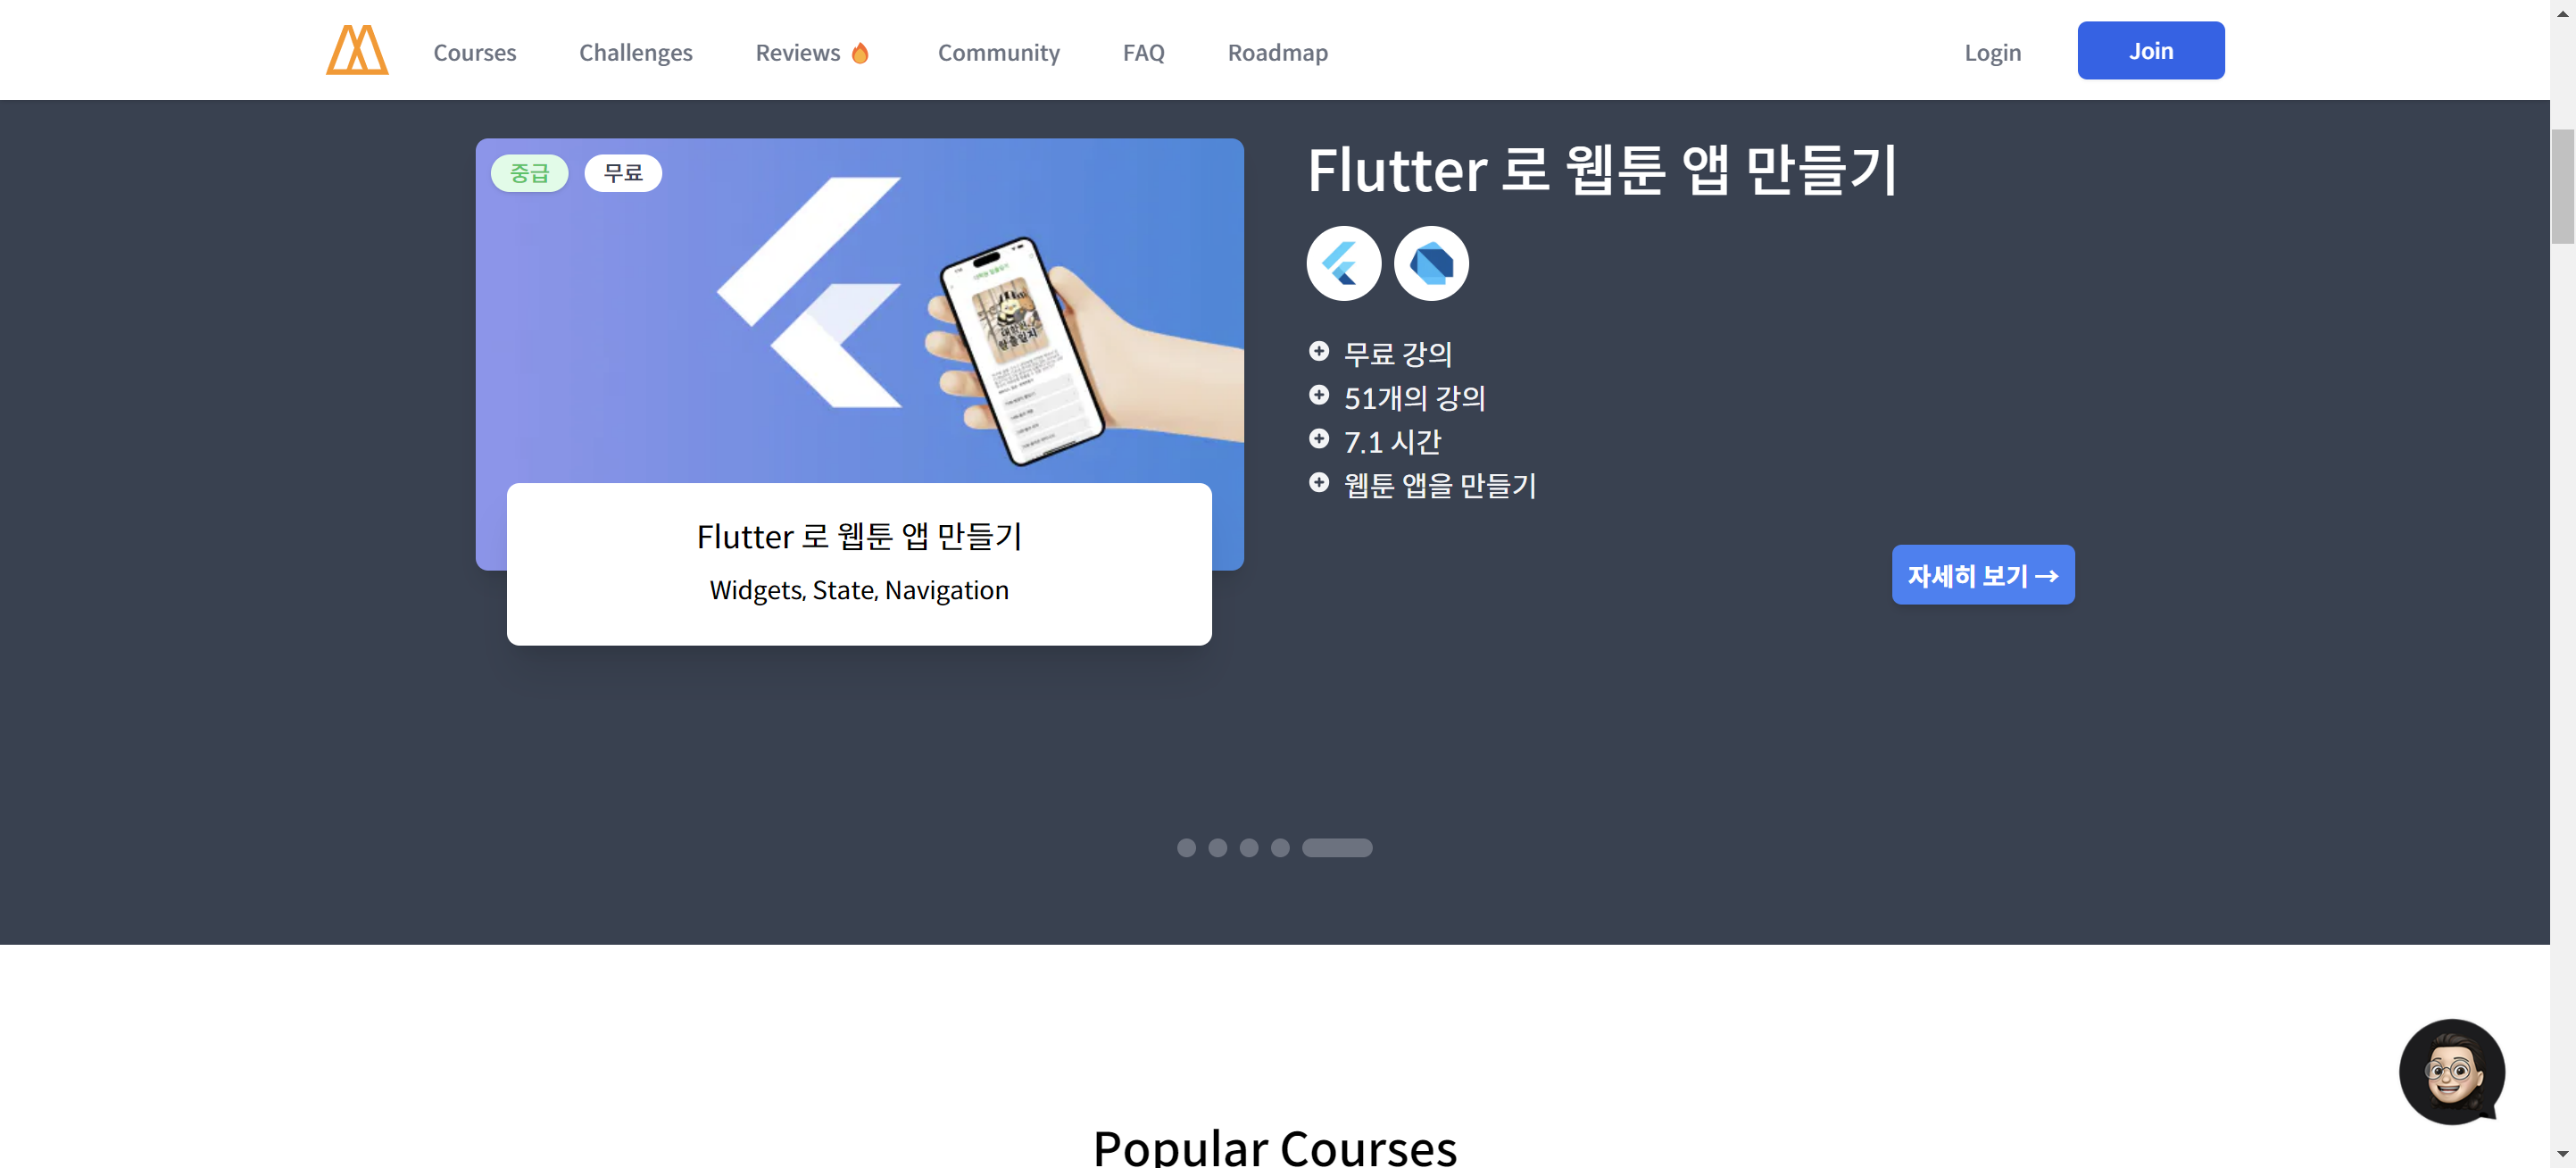 Courses
Challenges
Reviews 🔥
Community
FAQ
Roadmap
Login
Join
중급
무료
Flutter 로 웹툰 앱 만들기
Widgets, State, Navigation
Flutter 로 웹툰 앱 만들기
무료 강의
51개의 강의
7.1 시간
웹툰 앱을 만들기
자세히 보기 →
Popular Courses